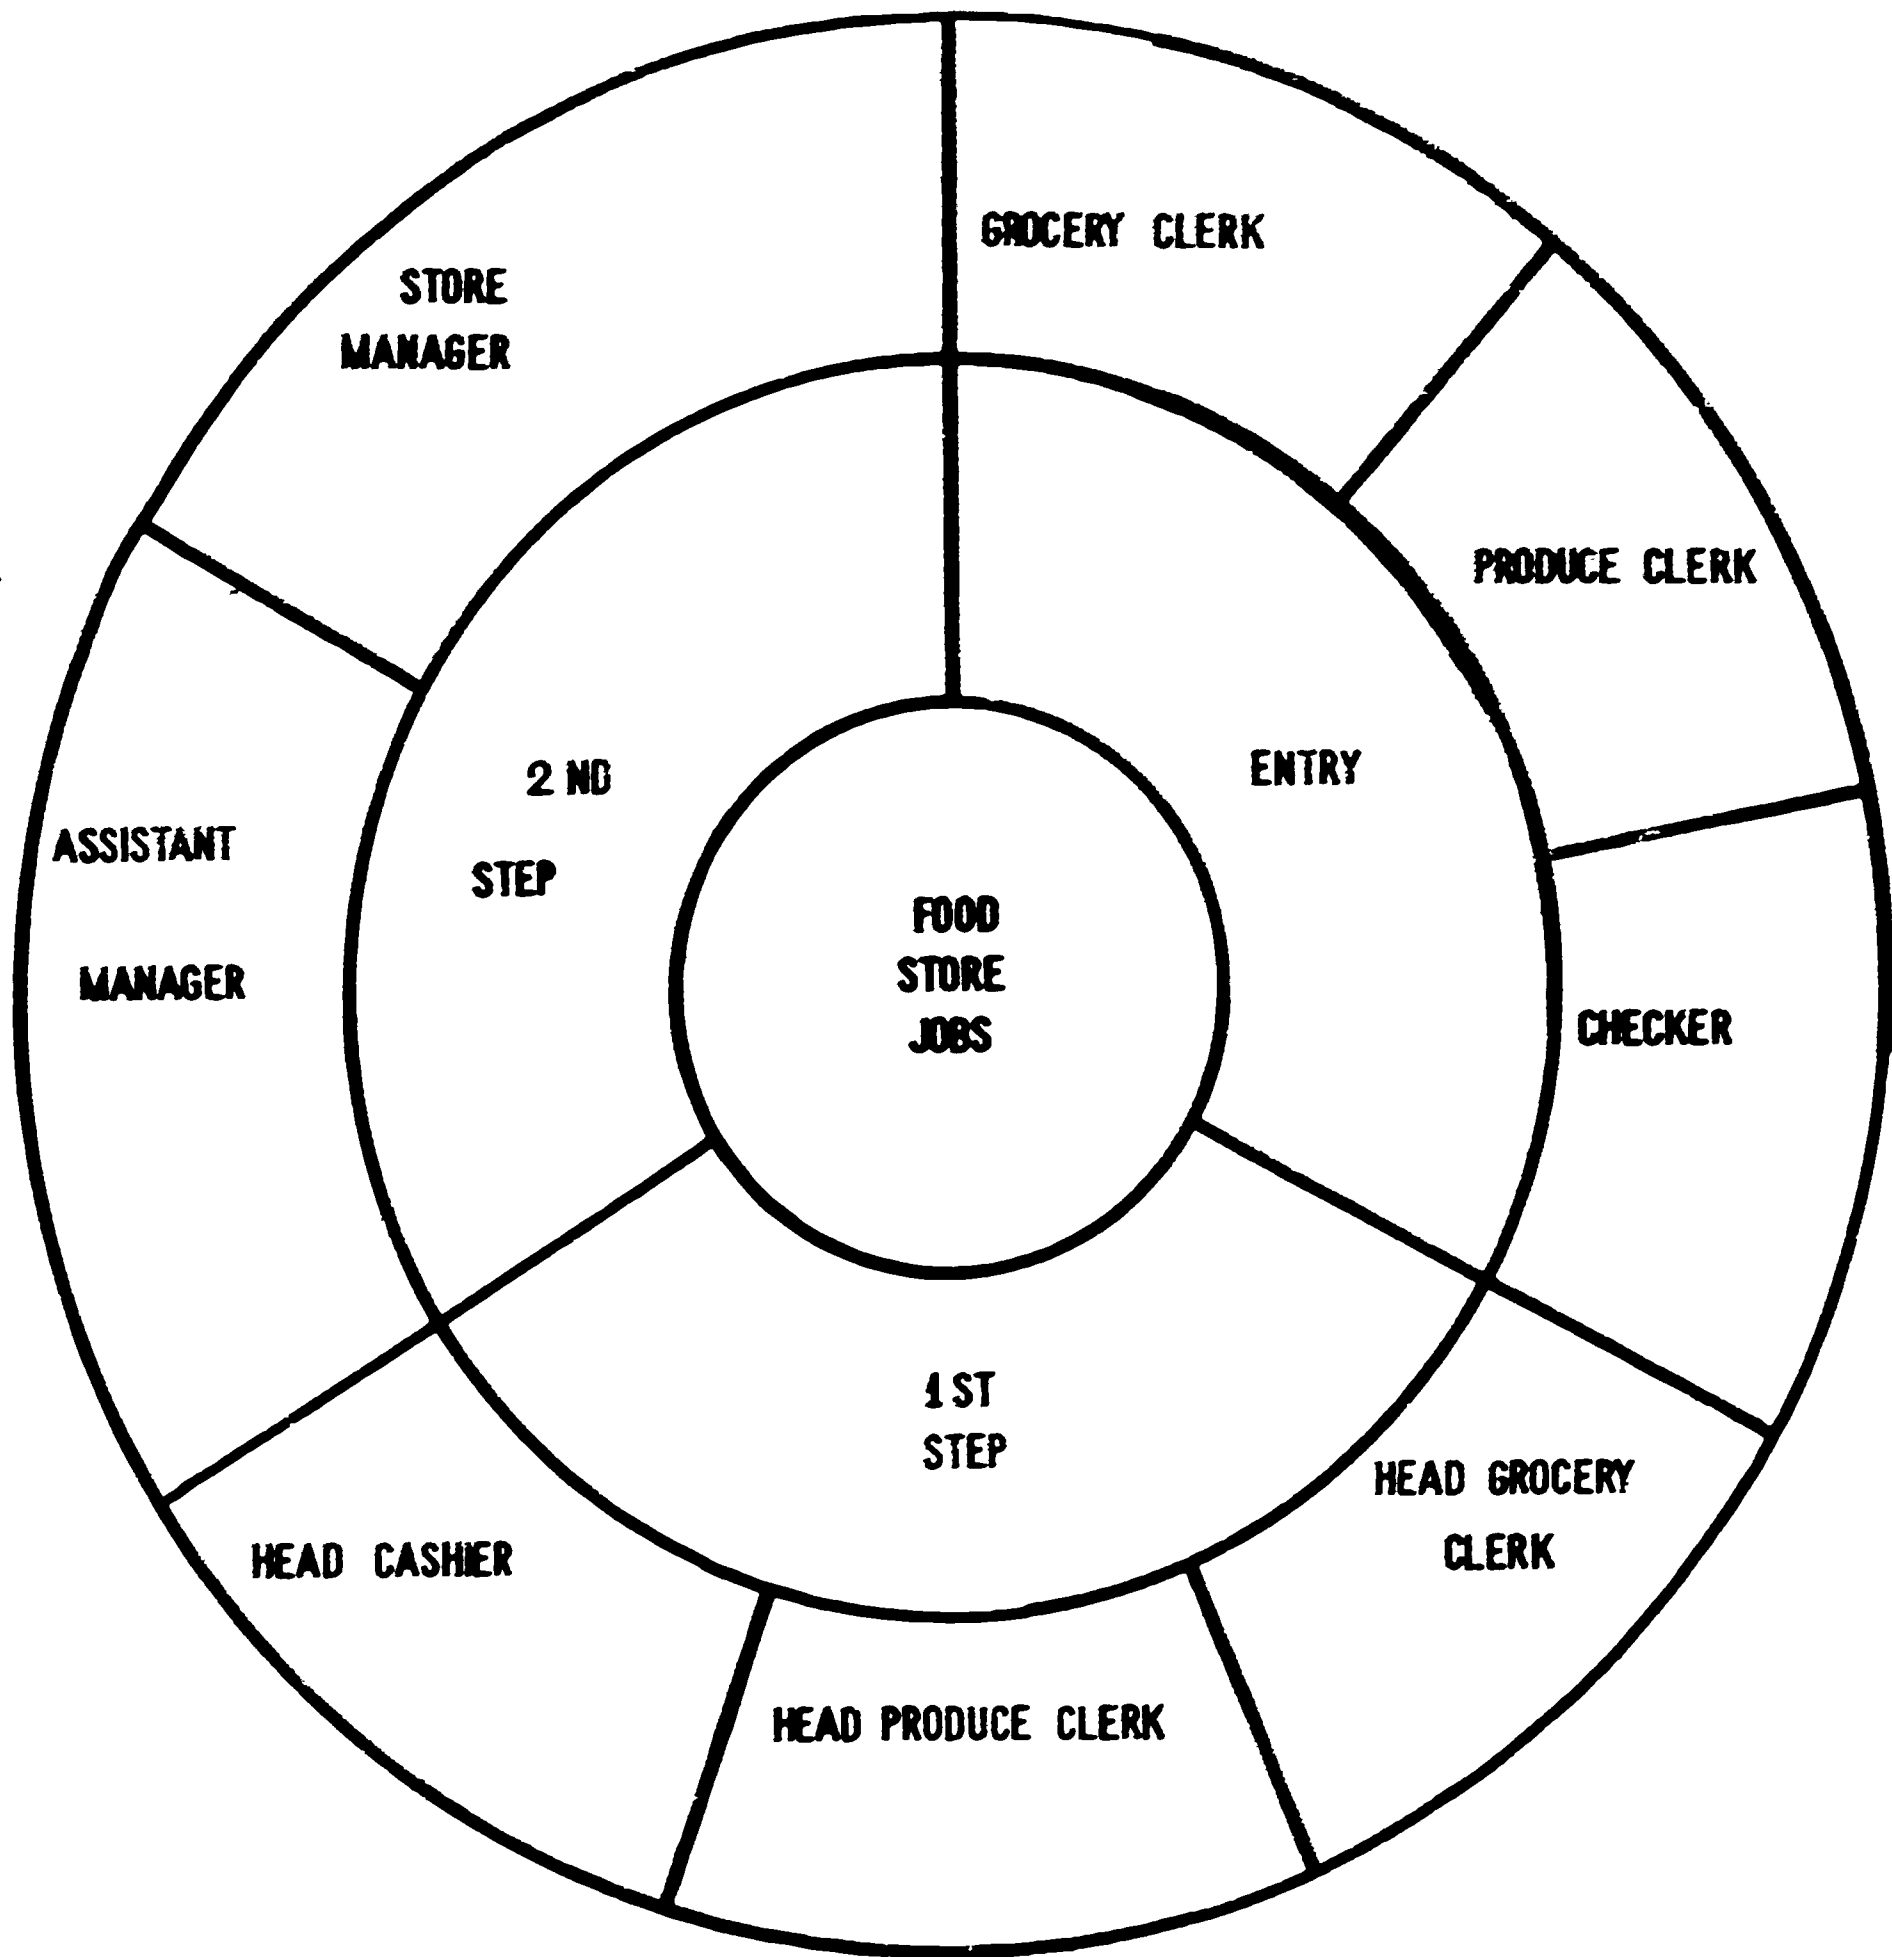 FOOD
STORE
JOBS
ENTRY
1 ST
STEP
2 ND
STEP
GROCERY CLERK
PRODUCE CLERK
CHECKER
HEAD GROCERY
CLERK
HEAD PRODUCE CLERK
HEAD CASHIER
ASSISTANT
MANAGER
STORE
MANAGER